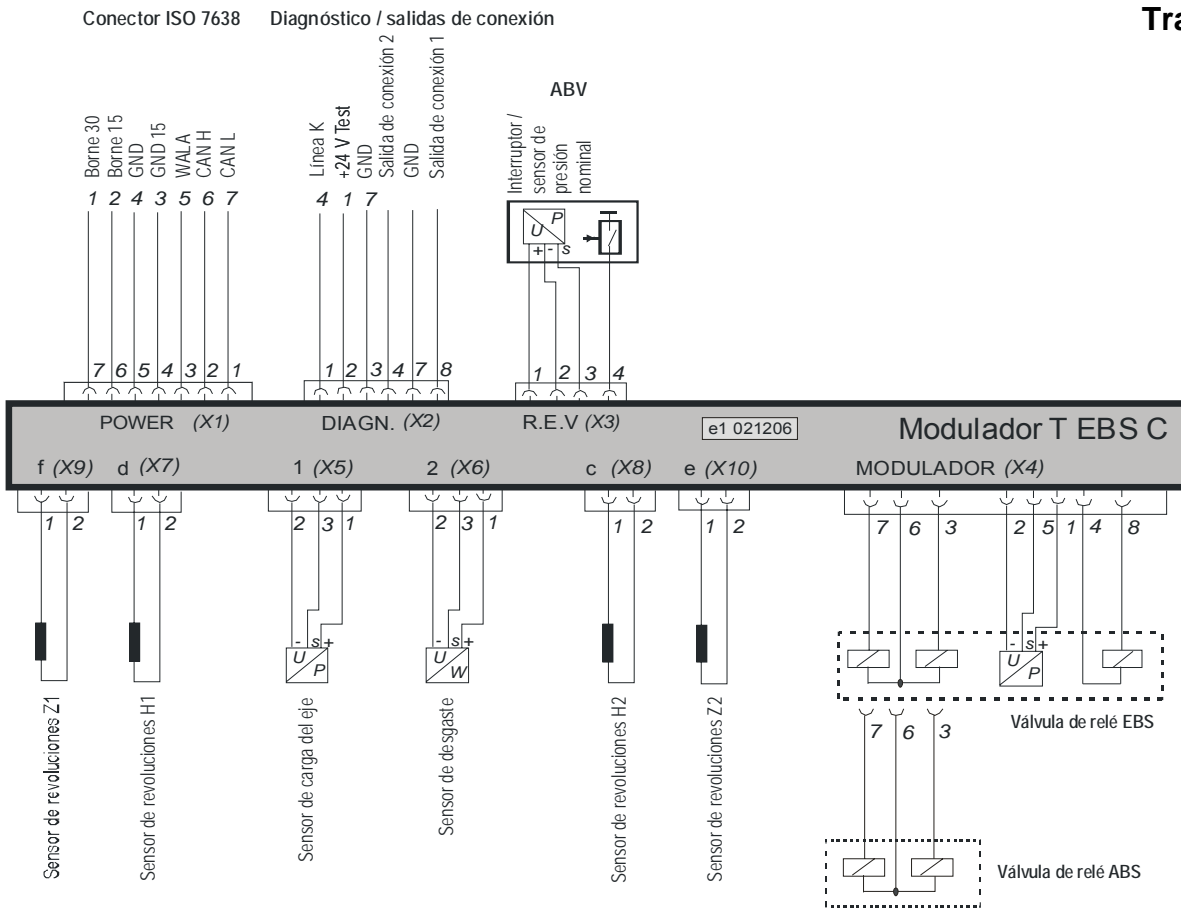 Conector ISO 7638 Diagnóstico / salidas de conexión
Tra
Borne 30
Borne 15
GND
GND 15
WALA
CAN H
CAN L
1 2 4 3 5 6 7
Línea K
+24 V Test
GND
Salida de conexión 2
GND
Salida de conexión 1
4 1 7
ABV
Interruptor /
sensor de
presión
nominal
U P
+ - s
7 6 5 4 3 2 1
1 2 3 4 7 8
1 2 3 4
POWER (X1)
DIAGN. (X2)
R.E.V (X3)
e1 021206
Modulador T EBS C
f (X9) d (X7) 1 (X5) 2 (X6) c (X8) e (X10) MODULADOR (X4)
1 2
1 2
2 3 1
2 3 1
1 2
1 2
7 6 3 2 5 1 4 8
- s +
U P
- s +
U W
- s +
U P
Sensor de revoluciones Z1
Sensor de revoluciones H1
Sensor de carga del eje
Sensor de desgaste
Sensor de revoluciones H2
Sensor de revoluciones Z2
Válvula de relé EBS
7 6 3
Válvula de relé ABS